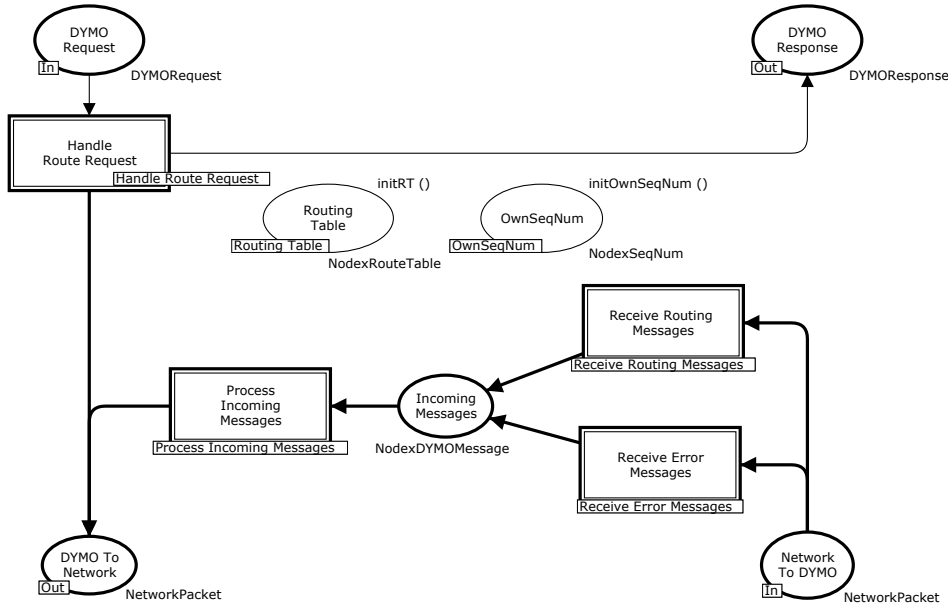 DYMO
Request
In
DYMORequest
DYMO
Response
Out
DYMOResponse
Handle
Route Request
Handle Route Request
initRT ()
Routing
Table
Routing Table
NodexRouteTable
initOwnSeqNum ()
OwnSeqNum
OwnSeqNum
NodexSeqNum
Receive Routing
Messages
Receive Routing Messages
Process
Incoming
Messages
Process Incoming Messages
Incoming
Messages
NodexDYMOMessage
Receive Error
Messages
Receive Error Messages
DYMO To
Network
Out
NetworkPacket
Network
To DYMO
In
NetworkPacket